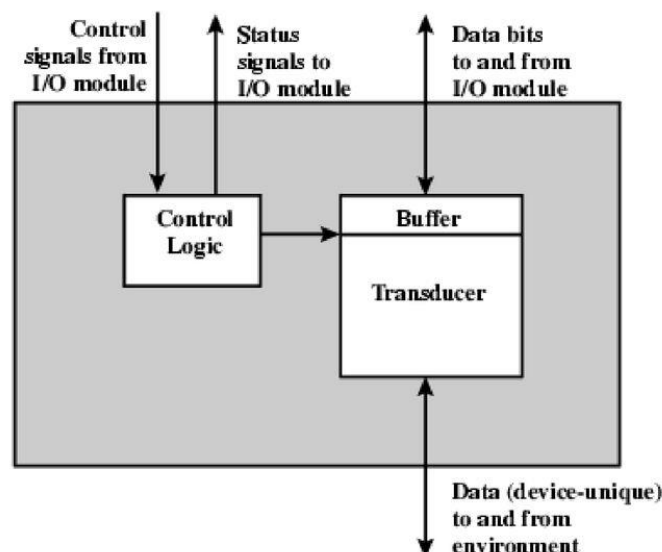 Control
signals from
I/O module
Status
signals to
I/O module
Data bits
to and from
I/O module
Control
Logic
Buffer
Transducer
Data (device-unique)
to and from
environment